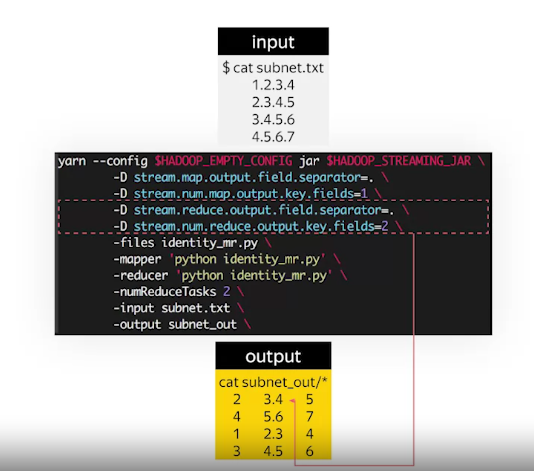 input
$ cat subnet.txt
1.2.3.4
2.3.4.5
3.4.5.6
4.5.6.7
yarn --config $HADOOP_EMPTY_CONFIG jar $HADOOP_STREAMING_JAR \
-D stream.map.output.field.separator=. \
-D stream.num.map.output.key.fields=1 \
-D stream.reduce.output.field.separator=. \
-D stream.num.reduce.output.key.fields=2 \
-files identity_mr.py \
-mapper 'python identity_mr.py' \
-reducer 'python identity_mr.py' \
-numReduceTasks 2 \
-input subnet.txt \
-output subnet_out \
output
cat subnet_out/*
2 3.4 5
4 5.6 7
1 2.3 4
3 4.5 6